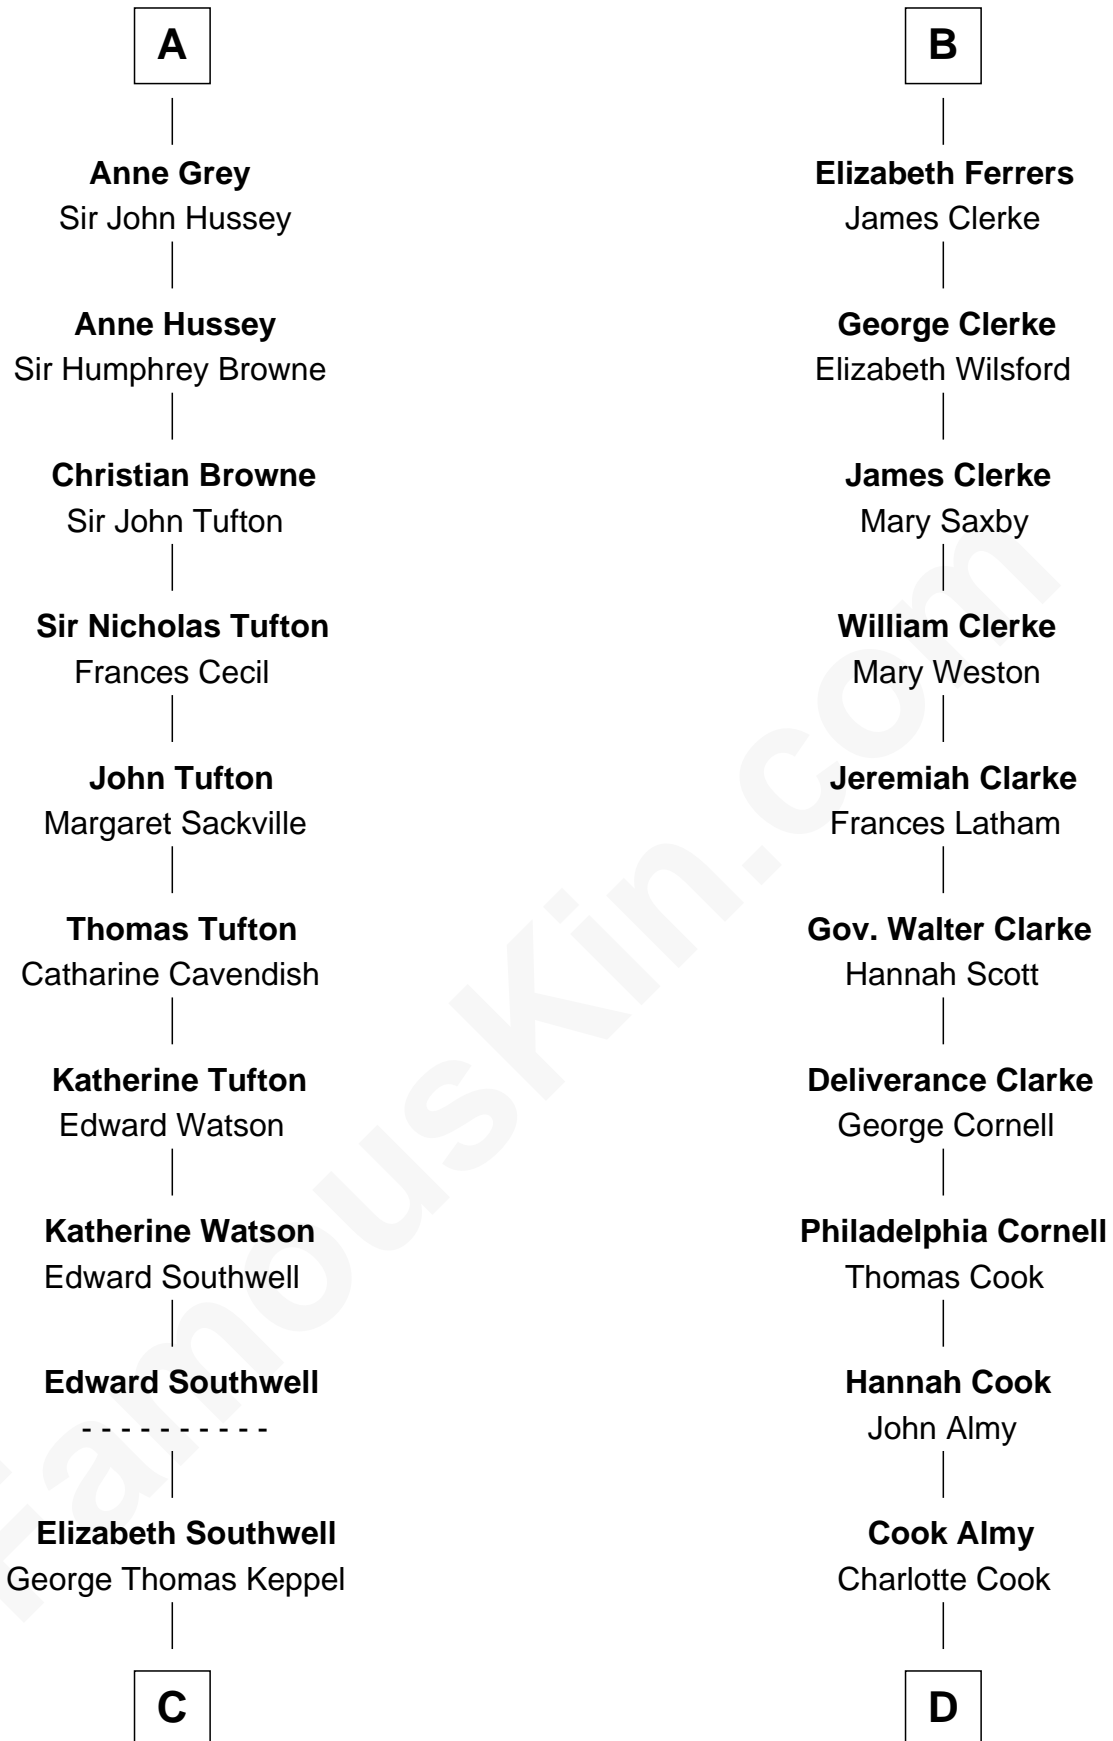 A
Anne Grey
Sir John Hussey
Anne Hussey
Sir Humphrey Browne
Christian Browne
Sir John Tufton
Sir Nicholas Tufton
Frances Cecil
John Tufton
Margaret Sackville
Thomas Tufton
Catharine Cavendish
Katherine Tufton
Edward Watson
Katherine Watson
Edward Southwell
Edward Southwell
- - - - - - - - - -
Elizabeth Southwell
George Thomas Keppel
C
B
Elizabeth Ferrers
James Clerke
George Clerke
Elizabeth Wilsford
James Clerke
Mary Saxby
William Clerke
Mary Weston
Jeremiah Clarke
Frances Latham
Gov. Walter Clarke
Hannah Scott
Deliverance Clarke
George Cornell
Philadelphia Cornell
Thomas Cook
Hannah Cook
John Almy
Cook Almy
Charlotte Cook
D
FamousKin.com